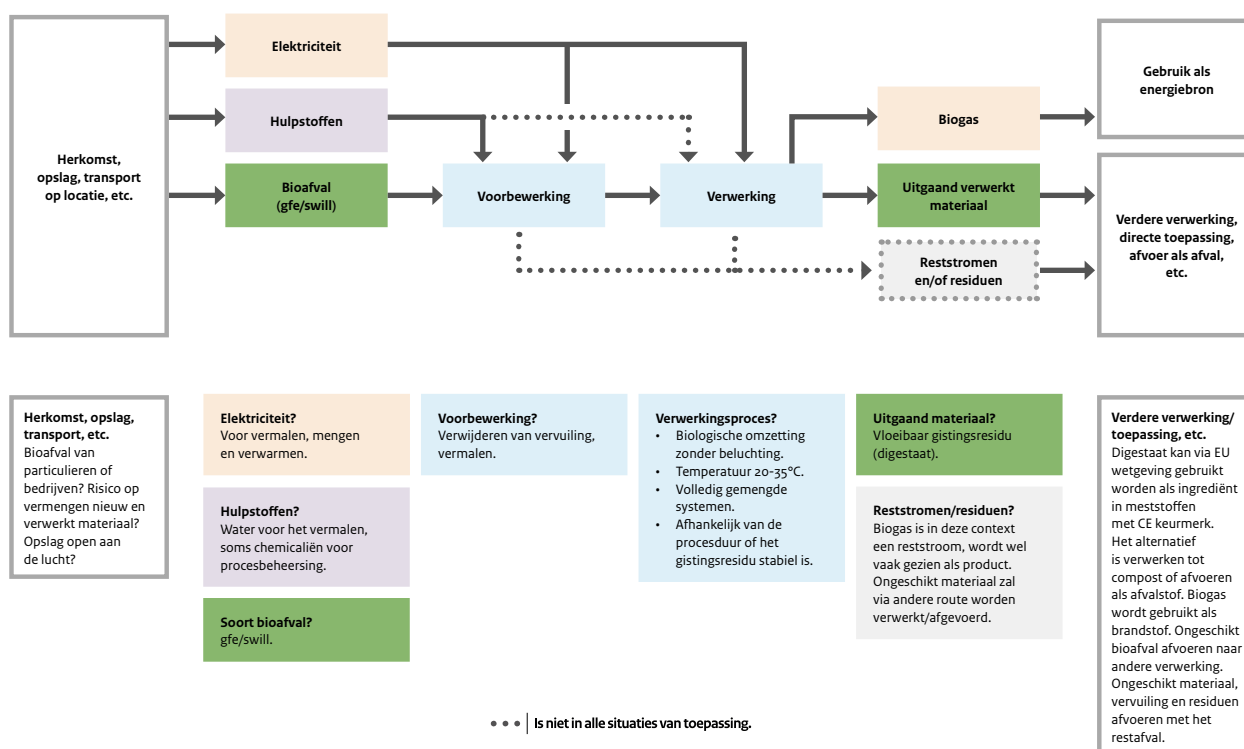 Herkomst,
opslag, transport
op locatie, etc.
Elektriciteit
Hulpstoffen
Bioafval
(gfe/swill)
Voorbewerking
Verwerking
Biogas
Uitgaand verwerkt
materiaal
Reststromen
en/of residuen
Gebruik als
energiebron
Verdere verwerking,
directe toepassing,
afvoer als afval,
etc.
Herkomst, opslag,
transport, etc.
Bioafval van
particulieren of
bedrijven? Risico op
vermengen nieuw en
verwerkt materiaal?
Opslag open aan
de lucht?
Elektriciteit?
Voor vermalen, mengen
en verwarmen.
Hulpstoffen?
Water voor het vermalen,
soms chemicaliën voor
procesbeheersing.
Soort bioafval?
gfe/swill.
Voorbewerking?
Verwijderen van vervuiling,
vermalen.
Verwerkingsproces?
• Biologische omzetting
zonder beluchting.
• Temperatuur 20-35°C.
• Volledig gemengde
systemen.
• Afhankelijk van de
procesduur of het
gistingsresidu stabiel is.
Uitgaand materiaal?
Vloeibaar gistingsresidu
(digestaat).
Reststromen/residuen?
Biogas is in deze context
een reststroom, wordt wel
vaak gezien als product.
Ongeschikt materiaal zal
via andere route worden
verwerkt/afgevoerd.
Verdere verwerking/
toepassing, etc.
Digestaat kan via EU
wetgeving gebruikt
worden als ingrediënt
in meststoffen
met CE keurmerk.
Het alternatief
is verwerken tot
compost of afvoeren
als afvalstof. Biogas
wordt gebruikt als
brandstof. Ongeschikt
bioafval afvoeren naar
andere verwerking.
Ongeschikt materiaal,
vervuiling en residuen
afvoeren met het
restafval.
Is niet in alle situaties van toepassing.